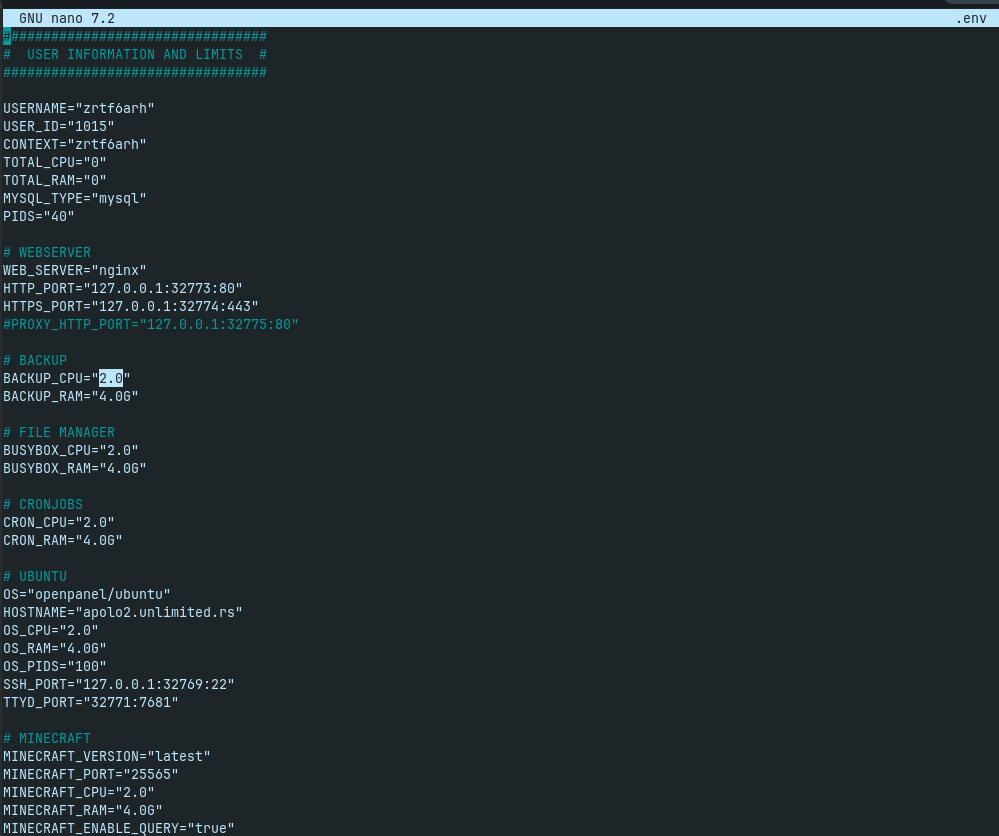 GNU nano 7.2 .env
#################################
#  USER INFORMATION AND LIMITS  #
#################################
USERNAME="zrtf6arh"
USER_ID="1015"
CONTEXT="zrtf6arh"
TOTAL_CPU="0"
TOTAL_RAM="0"
MYSQL_TYPE="mysql"
PIDS="40"
# WEBSERVER
WEB_SERVER="nginx"
HTTP_PORT="127.0.0.1:32773:80"
HTTPS_PORT="127.0.0.1:32774:443"
#PROXY_HTTP_PORT="127.0.0.1:32775:80"
# BACKUP
BACKUP_CPU="2.0"
BACKUP_RAM="4.0G"
# FILE MANAGER
BUSYBOX_CPU="2.0"
BUSYBOX_RAM="4.0G"
# CRONJOBS
CRON_CPU="2.0"
CRON_RAM="4.0G"
# UBUNTU
OS="openpanel/ubuntu"
HOSTNAME="apolo2.unlimited.rs"
OS_CPU="2.0"
OS_RAM="4.0G"
OS_PIDS="100"
SSH_PORT="127.0.0.1:32769:22"
TTYD_PORT="32771:7681"
# MINECRAFT
MINECRAFT_VERSION="latest"
MINECRAFT_PORT="25565"
MINECRAFT_CPU="2.0"
MINECRAFT_RAM="4.0G"
MINECRAFT_ENABLE_QUERY="true"